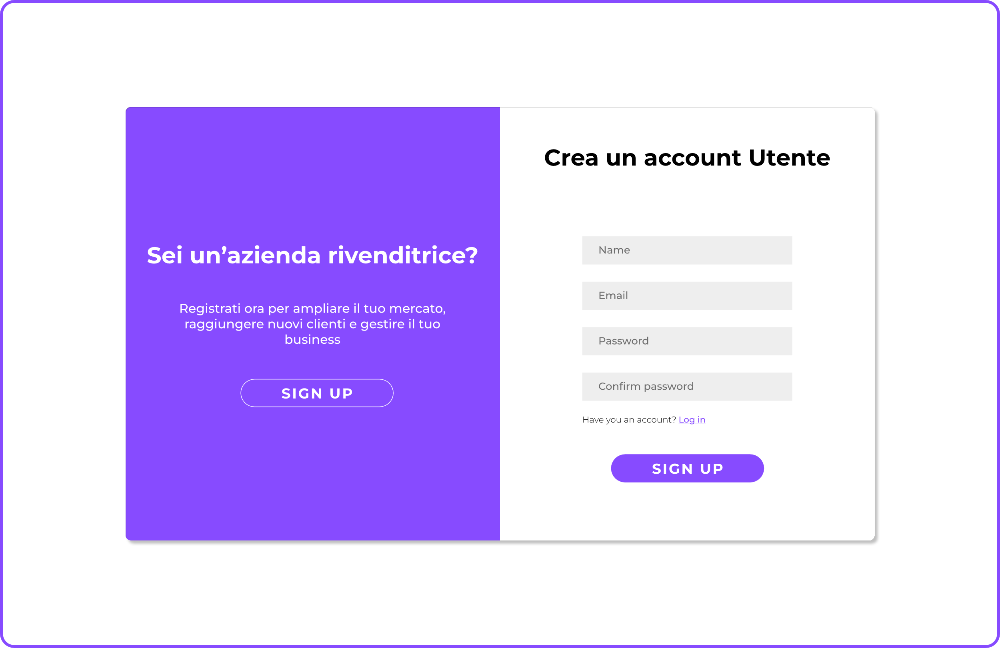 Sei un'azienda rivenditrice?
Registrati ora per ampliare il tuo mercato,
raggiungere nuovi clienti e gestire il tuo
business
SIGN UP
Crea un account Utente
Name
Email
Password
Confirm password
Have you an account? Log in
SIGN UP